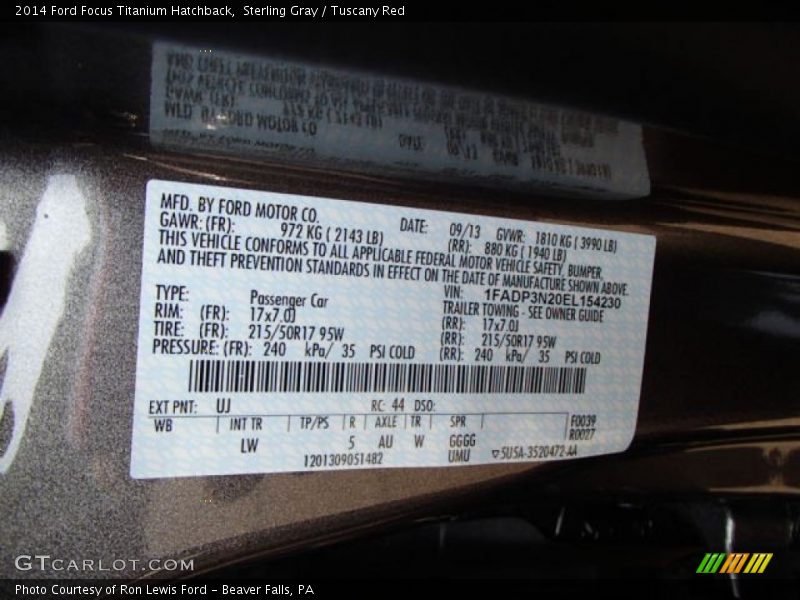 2014 Ford Focus Titanium Hatchback, Sterling Gray / Tuscany Red
MFD. BY FORD MOTOR CO. DATE: 09/13 GVWR: 1810 KG ( 3990 LB)
GAWR: (FR): 972 KG ( 2143 LB) (RR): 880 KG ( 1940 LB)
THIS VEHICLE CONFORMS TO ALL APPLICABLE FEDERAL MOTOR VEHICLE SAFETY, BUMPER,
AND THEFT PREVENTION STANDARDS IN EFFECT ON THE DATE OF MANUFACTURE SHOWN ABOVE.
VIN: 1FADP3N20EL154230
TYPE: Passenger Car TRAILER TOWING - SEE OWNER GUIDE
RIM: (FR): 17x7.0J (RR): 17x7.0J
TIRE: (FR): 215/50R17 95W (RR): 215/50R17 95W
PRESSURE: (FR): 240 kPa/ 35 PSI COLD (RR): 240 kPa/ 35 PSI COLD
EXT PNT: UJ RC: 44 DSO:
WB INT TR TP/PS R AXLE TR SPR F0039
R0027
LW 5 AU W GGGG
1201309051482 UMU ▽SU5A-3520472-AA
GTCARLOT.COM
Photo Courtesy of Ron Lewis Ford - Beaver Falls, PA